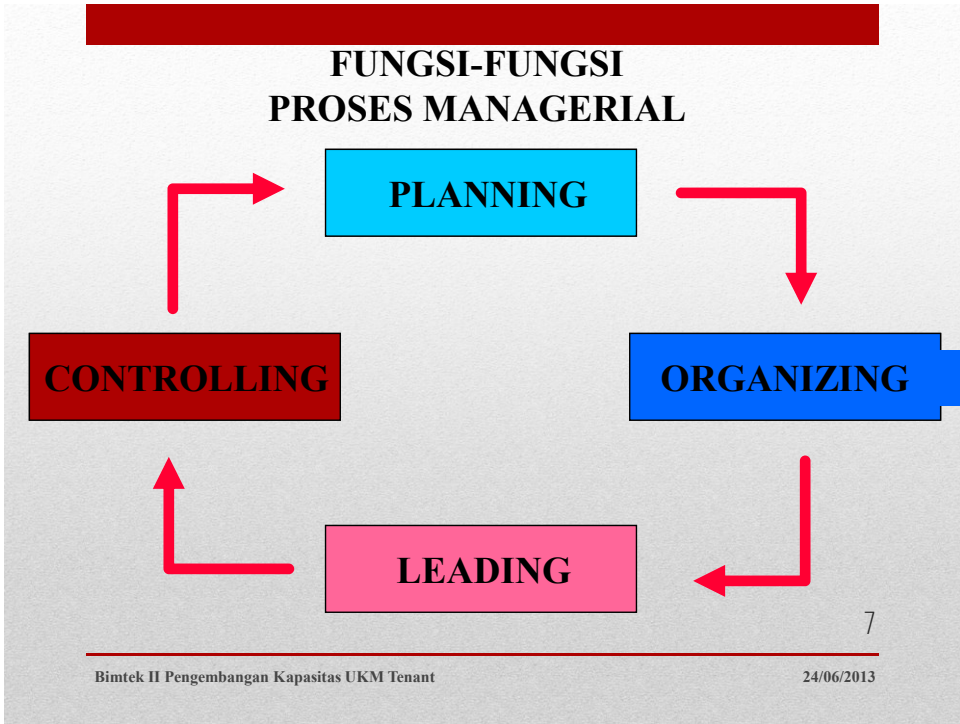 FUNGSI-FUNGSI
PROSES MANAGERIAL
PLANNING
CONTROLLING
ORGANIZING
LEADING
7
Bimtek II Pengembangan Kapasitas UKM Tenant
24/06/2013